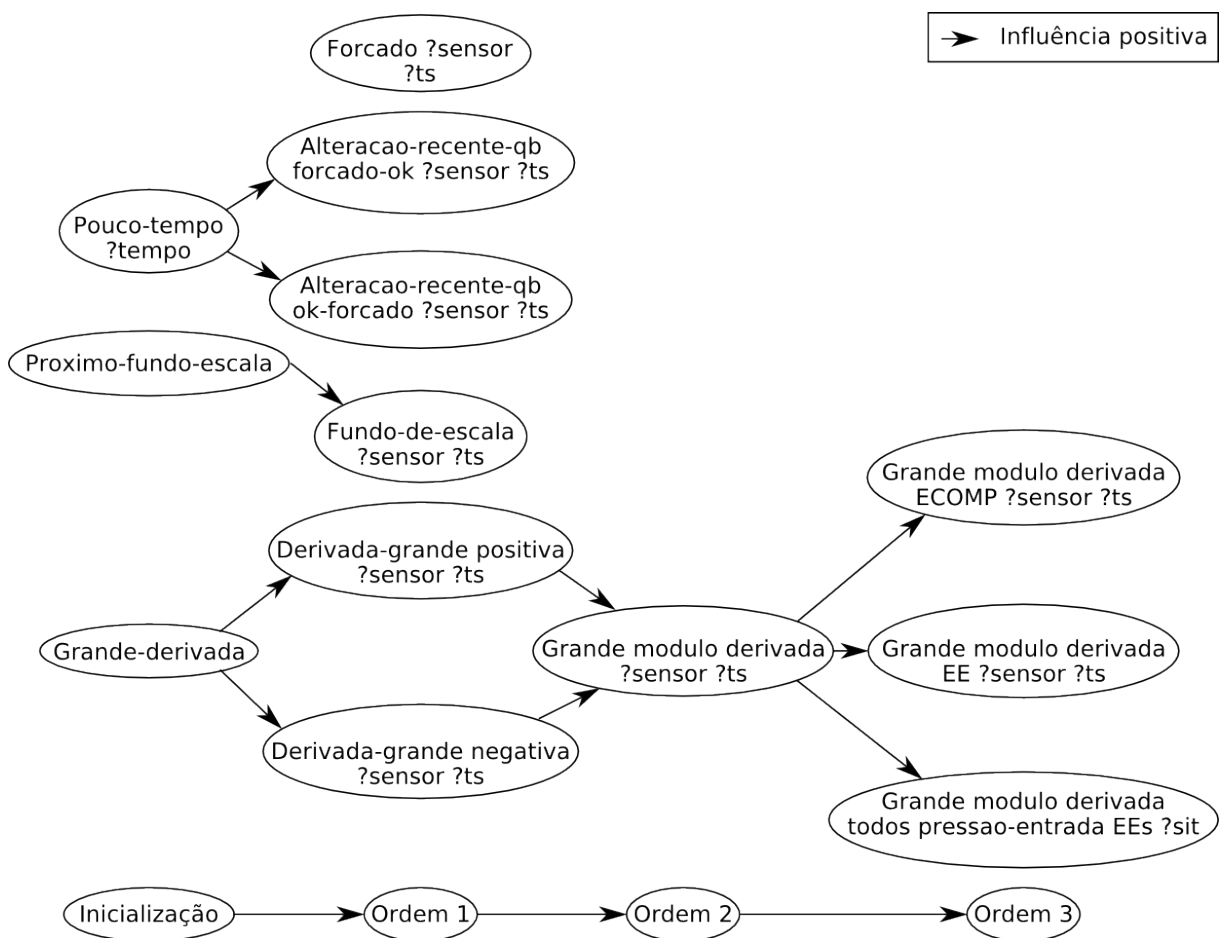 Forcado ?sensor
?ts
Influência positiva
Alteracao-recente-qb
forcado-ok ?sensor ?ts
Pouco-tempo
?tempo
Alteracao-recente-qb
ok-forcado ?sensor ?ts
Proximo-fundo-escala
Fundo-de-escala
?sensor ?ts
Grande modulo derivada
ECOMP ?sensor ?ts
Derivada-grande positiva
?sensor ?ts
Grande-derivada
Grande modulo derivada
?sensor ?ts
Grande modulo derivada
EE ?sensor ?ts
Derivada-grande negativa
?sensor ?ts
Grande modulo derivada
todos pressao-entrada EEs ?sit
Inicialização
Ordem 1
Ordem 2
Ordem 3